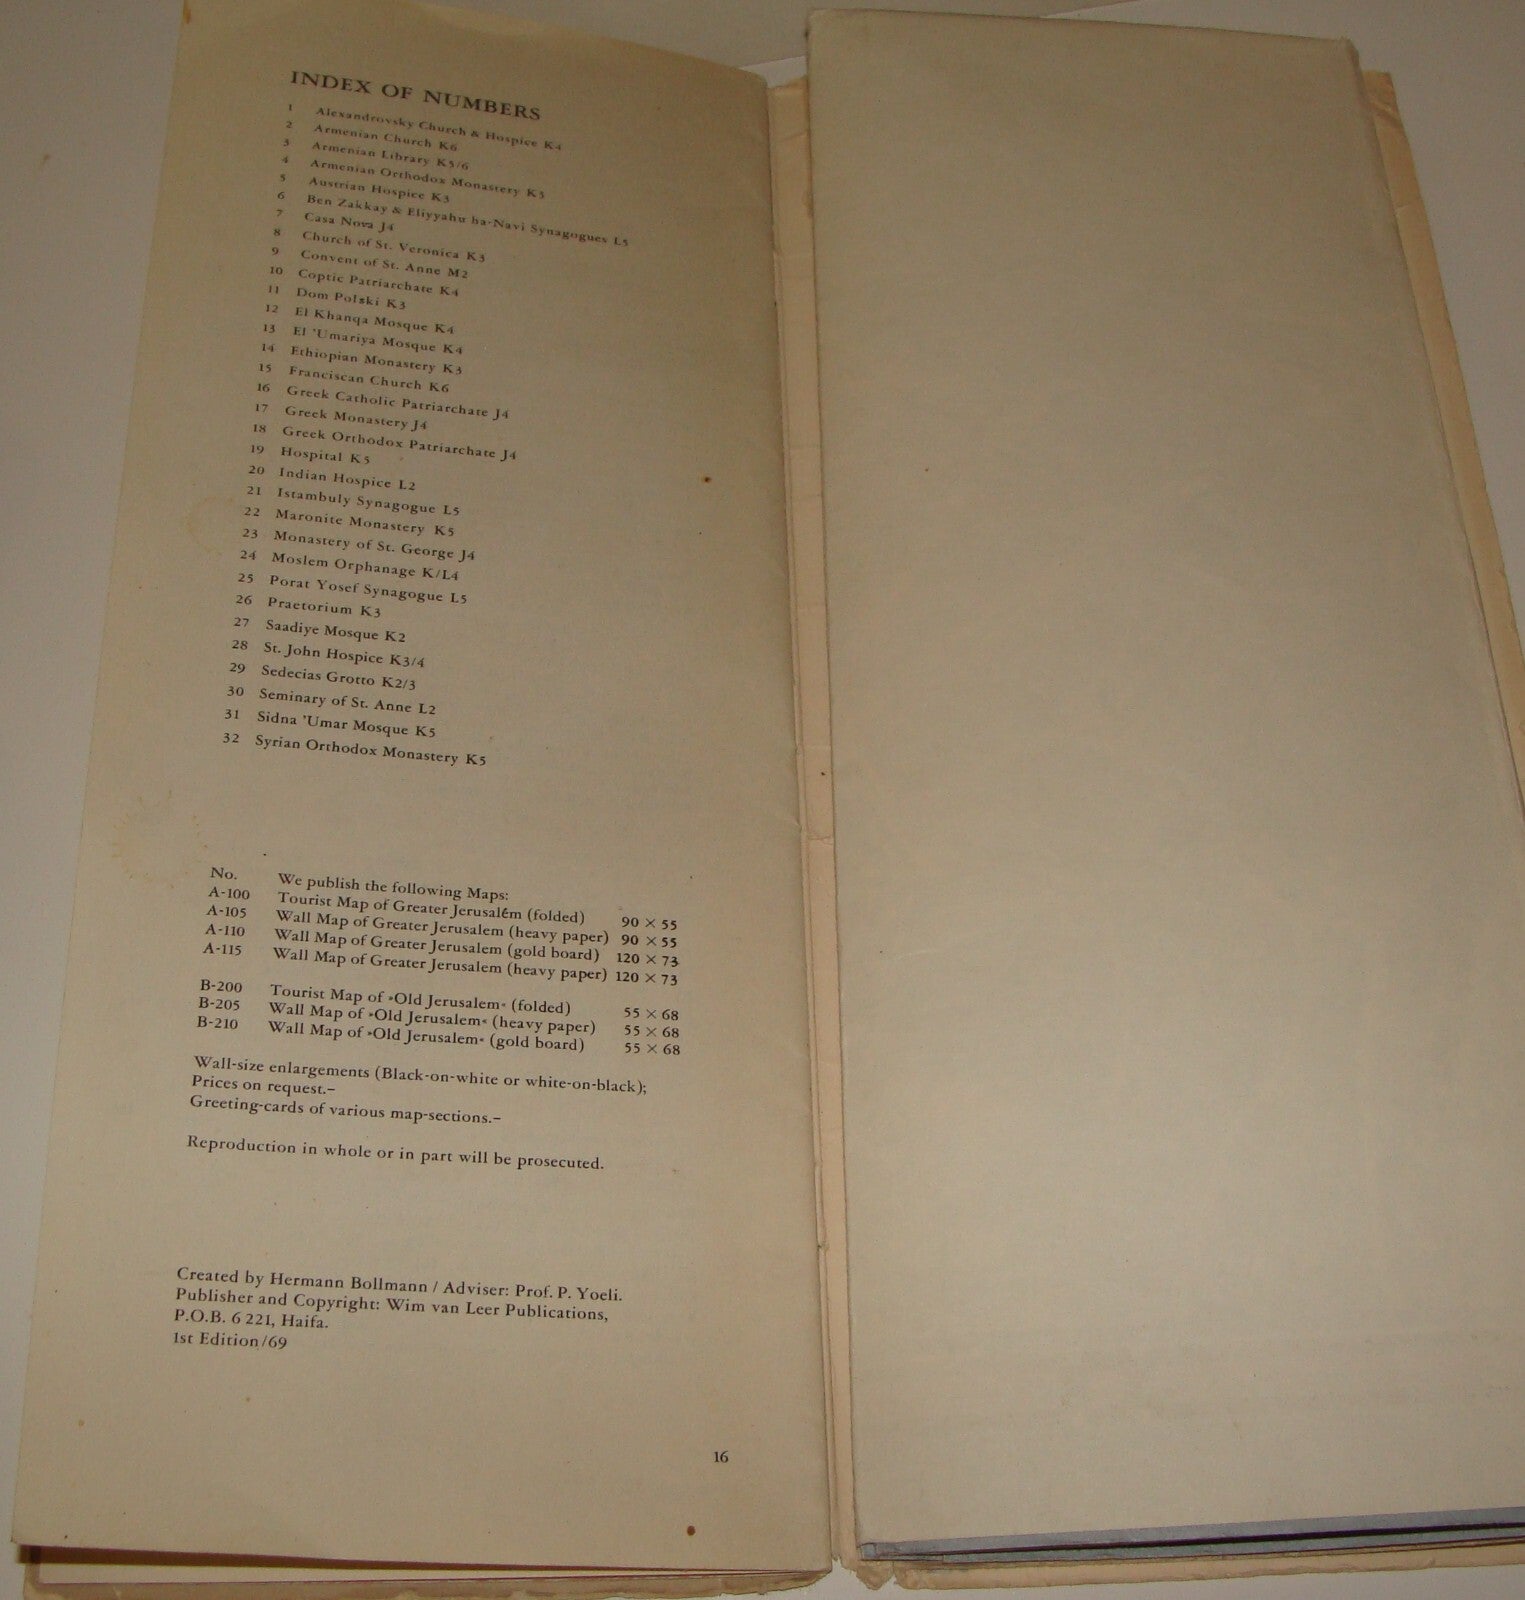 INDEX OF NUMBERS
1 Alexandrovsky Church & Hospice K4
2 Armenian Church K6
3 Armenian Library K5/6
4 Armenian Orthodox Monastery K5
5 Austrian Hospice K3
6 Ben Zakkay & Eliyyahu ha-Navi Synagogues L5
7 Casa Nova J4
8 Church of St. Veronica K3
9 Convent of St. Anne M2
10 Coptic Patriarchate K4
11 Dom Polski K3
12 El Khanqa Mosque K4
13 El 'Umariya Mosque K4
14 Ethiopian Monastery K3
15 Franciscan Church K6
16 Greek Catholic Patriarchate J4
17 Greek Monastery J4
18 Greek Orthodox Patriarchate J4
19 Hospital K5
20 Indian Hospice L2
21 Istambuly Synagogue L5
22 Maronite Monastery K5
23 Monastery of St. George J4
24 Moslem Orphanage K/L4
25 Porat Yosef Synagogue L5
26 Praetorium K3
27 Saadiye Mosque K2
28 St. John Hospice K3/4
29 Sedecias Grotto K2/3
30 Seminary of St. Anne L2
31 Sidna 'Umar Mosque K5
32 Syrian Orthodox Monastery K5
No. We publish the following Maps:
A-100 Tourist Map of Greater Jerusalem (folded) 90 × 55
A-105 Wall Map of Greater Jerusalem (heavy paper) 90 × 55
A-110 Wall Map of Greater Jerusalem (gold board) 120 × 73
A-115 Wall Map of Greater Jerusalem (heavy paper) 120 × 73
B-200 Tourist Map of »Old Jerusalem« (folded) 55 × 68
B-205 Wall Map of »Old Jerusalem« (heavy paper) 55 × 68
B-210 Wall Map of »Old Jerusalem« (gold board) 55 × 68
Wall-size enlargements (Black-on-white or white-on-black);
Prices on request.–
Greeting-cards of various map-sections.–
Reproduction in whole or in part will be prosecuted.
Created by Hermann Bollmann / Adviser: Prof. P. Yoeli.
Publisher and Copyright: Wim van Leer Publications,
P.O.B. 6 221, Haifa.
1st Edition/69
16